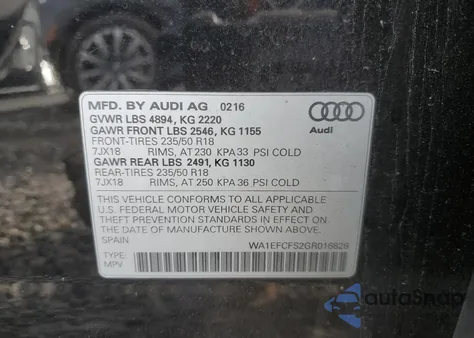 MFD. BY AUDI AG 0216
GVWR LBS 4894, KG 2220
GAWR FRONT LBS 2546, KG 1155
FRONT-TIRES 235/50 R18
7JX18 RIMS, AT 230 KPA 33 PSI COLD
GAWR REAR LBS 2491, KG 1130
REAR-TIRES 235/50 R18
7JX18 RIMS, AT 250 KPA 36 PSI COLD
Audi
THIS VEHICLE CONFORMS TO ALL APPLICABLE
U.S. FEDERAL MOTOR VEHICLE SAFETY AND
THEFT PREVENTION STANDARDS IN EFFECT ON
THE DATE OF MANUFACTURE SHOWN ABOVE.
SPAIN WA1EFCFS2GR018829
TYPE:
MPV
autoSnap